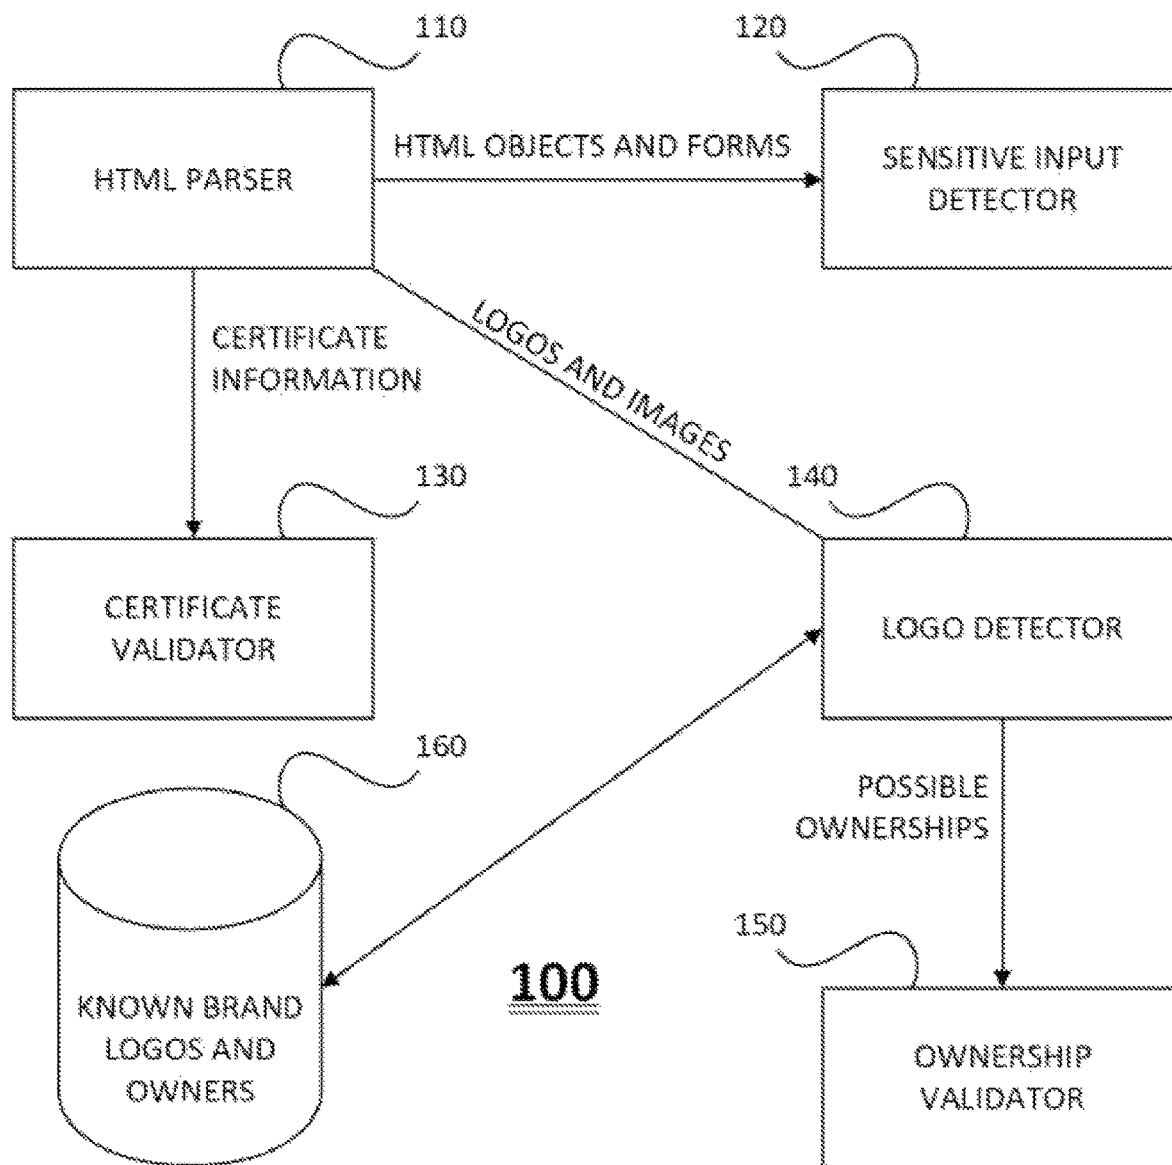 110
120
HTML PARSER
HTML OBJECTS AND FORMS
SENSITIVE INPUT
DETECTOR
CERTIFICATE
INFORMATION
LOGOS AND IMAGES
130
140
CERTIFICATE
VALIDATOR
LOGO DETECTOR
160
POSSIBLE
OWNERSHIPS
150
100
KNOWN BRAND
LOGOS AND
OWNERS
OWNERSHIP
VALIDATOR